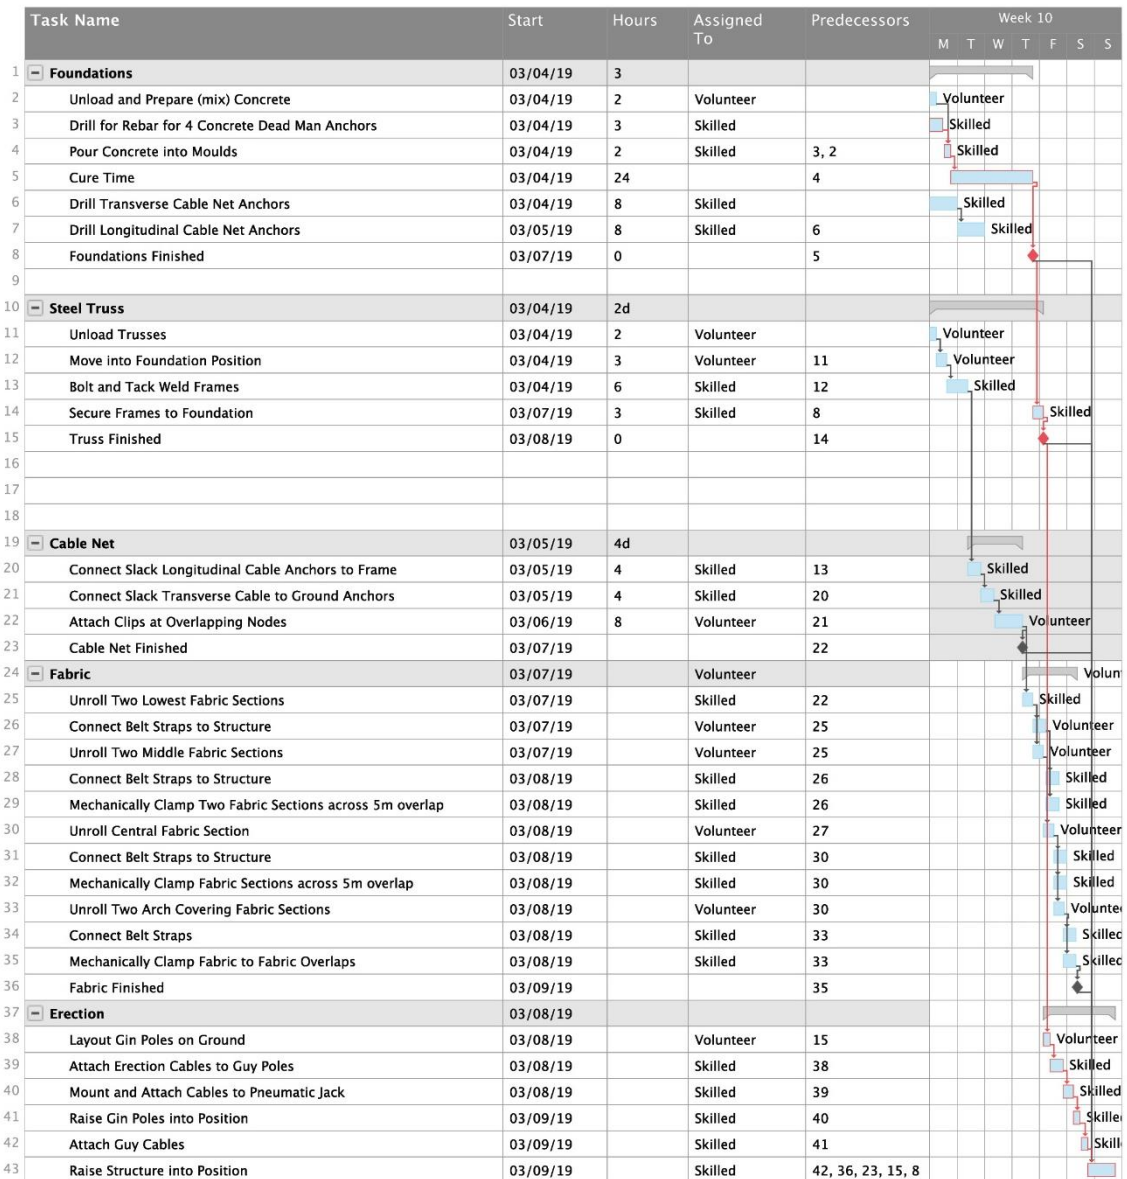 Task Name Start Hours Assigned To Predecessors Week 10
M T W T F S S
1 Foundations 03/04/19 3
2 Unload and Prepare (mix) Concrete 03/04/19 2 Volunteer Volunteer
3 Drill for Rebar for 4 Concrete Dead Man Anchors 03/04/19 3 Skilled Skilled
4 Pour Concrete into Moulds 03/04/19 2 Skilled 3, 2 Skilled
5 Cure Time 03/04/19 24 4
6 Drill Transverse Cable Net Anchors 03/04/19 8 Skilled Skilled
7 Drill Longitudinal Cable Net Anchors 03/05/19 8 Skilled 6 Skilled
8 Foundations Finished 03/07/19 0 5
9
10 Steel Truss 03/04/19 2d
11 Unload Trusses 03/04/19 2 Volunteer Volunteer
12 Move into Foundation Position 03/04/19 3 Volunteer 11 Volunteer
13 Bolt and Tack Weld Frames 03/04/19 6 Skilled 12 Skilled
14 Secure Frames to Foundation 03/07/19 3 Skilled 8 Skilled
15 Truss Finished 03/08/19 0 14
16
17
18
19 Cable Net 03/05/19 4d
20 Connect Slack Longitudinal Cable Anchors to Frame 03/05/19 4 Skilled 13 Skilled
21 Connect Slack Transverse Cable to Ground Anchors 03/05/19 4 Skilled 20 Skilled
22 Attach Clips at Overlapping Nodes 03/06/19 8 Volunteer 21 Volunteer
23 Cable Net Finished 03/07/19 22
24 Fabric 03/07/19 Volunteer Volun
25 Unroll Two Lowest Fabric Sections 03/07/19 Skilled 22 Skilled
26 Connect Belt Straps to Structure 03/07/19 Volunteer 25 Volunteer
27 Unroll Two Middle Fabric Sections 03/07/19 Volunteer 25 Volunteer
28 Connect Belt Straps to Structure 03/08/19 Skilled 26 Skilled
29 Mechanically Clamp Two Fabric Sections across 5m overlap 03/08/19 Skilled 26 Skilled
30 Unroll Central Fabric Section 03/08/19 Volunteer 27 Volunteer
31 Connect Belt Straps to Structure 03/08/19 Skilled 30 Skilled
32 Mechanically Clamp Fabric Sections across 5m overlap 03/08/19 Skilled 30 Skilled
33 Unroll Two Arch Covering Fabric Sections 03/08/19 Volunteer 30 Volunte
34 Connect Belt Straps 03/08/19 Skilled 33 Skilled
35 Mechanically Clamp Fabric to Fabric Overlaps 03/08/19 Skilled 33 Skilled
36 Fabric Finished 03/09/19 35
37 Erection 03/08/19
38 Layout Gin Poles on Ground 03/08/19 Volunteer 15 Volunteer
39 Attach Erection Cables to Guy Poles 03/08/19 Skilled 38 Skilled
40 Mount and Attach Cables to Pneumatic Jack 03/08/19 Skilled 39 Skilled
41 Raise Gin Poles into Position 03/09/19 Skilled 40 Skille
42 Attach Guy Cables 03/09/19 Skilled 41 Skill
43 Raise Structure into Position 03/09/19 Skilled 42, 36, 23, 15, 8